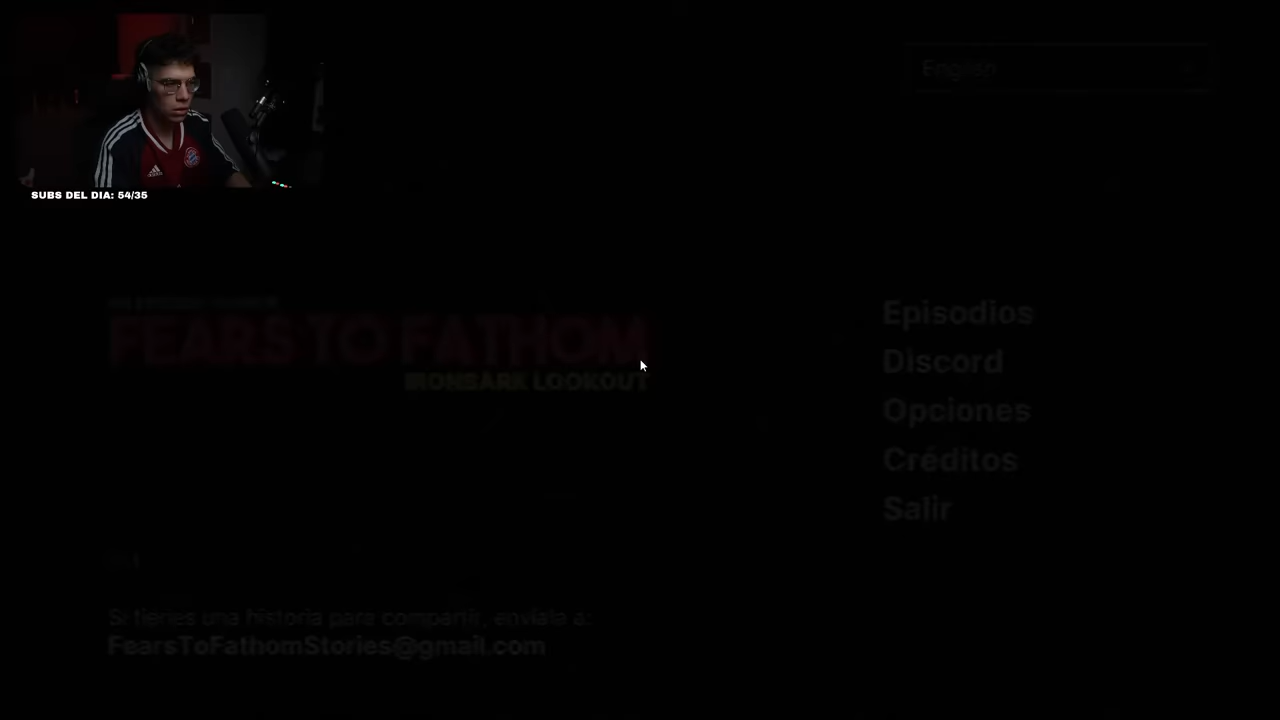 English
SUBS DEL DIA: 54/35
FEARS TO FATHOM
IRONBARK LOOKOUT
Episodios
Discord
Opciones
Créditos
Salir
Si tienes una historia para compartir, envíala a:
FearsToFathomStories@gmail.com